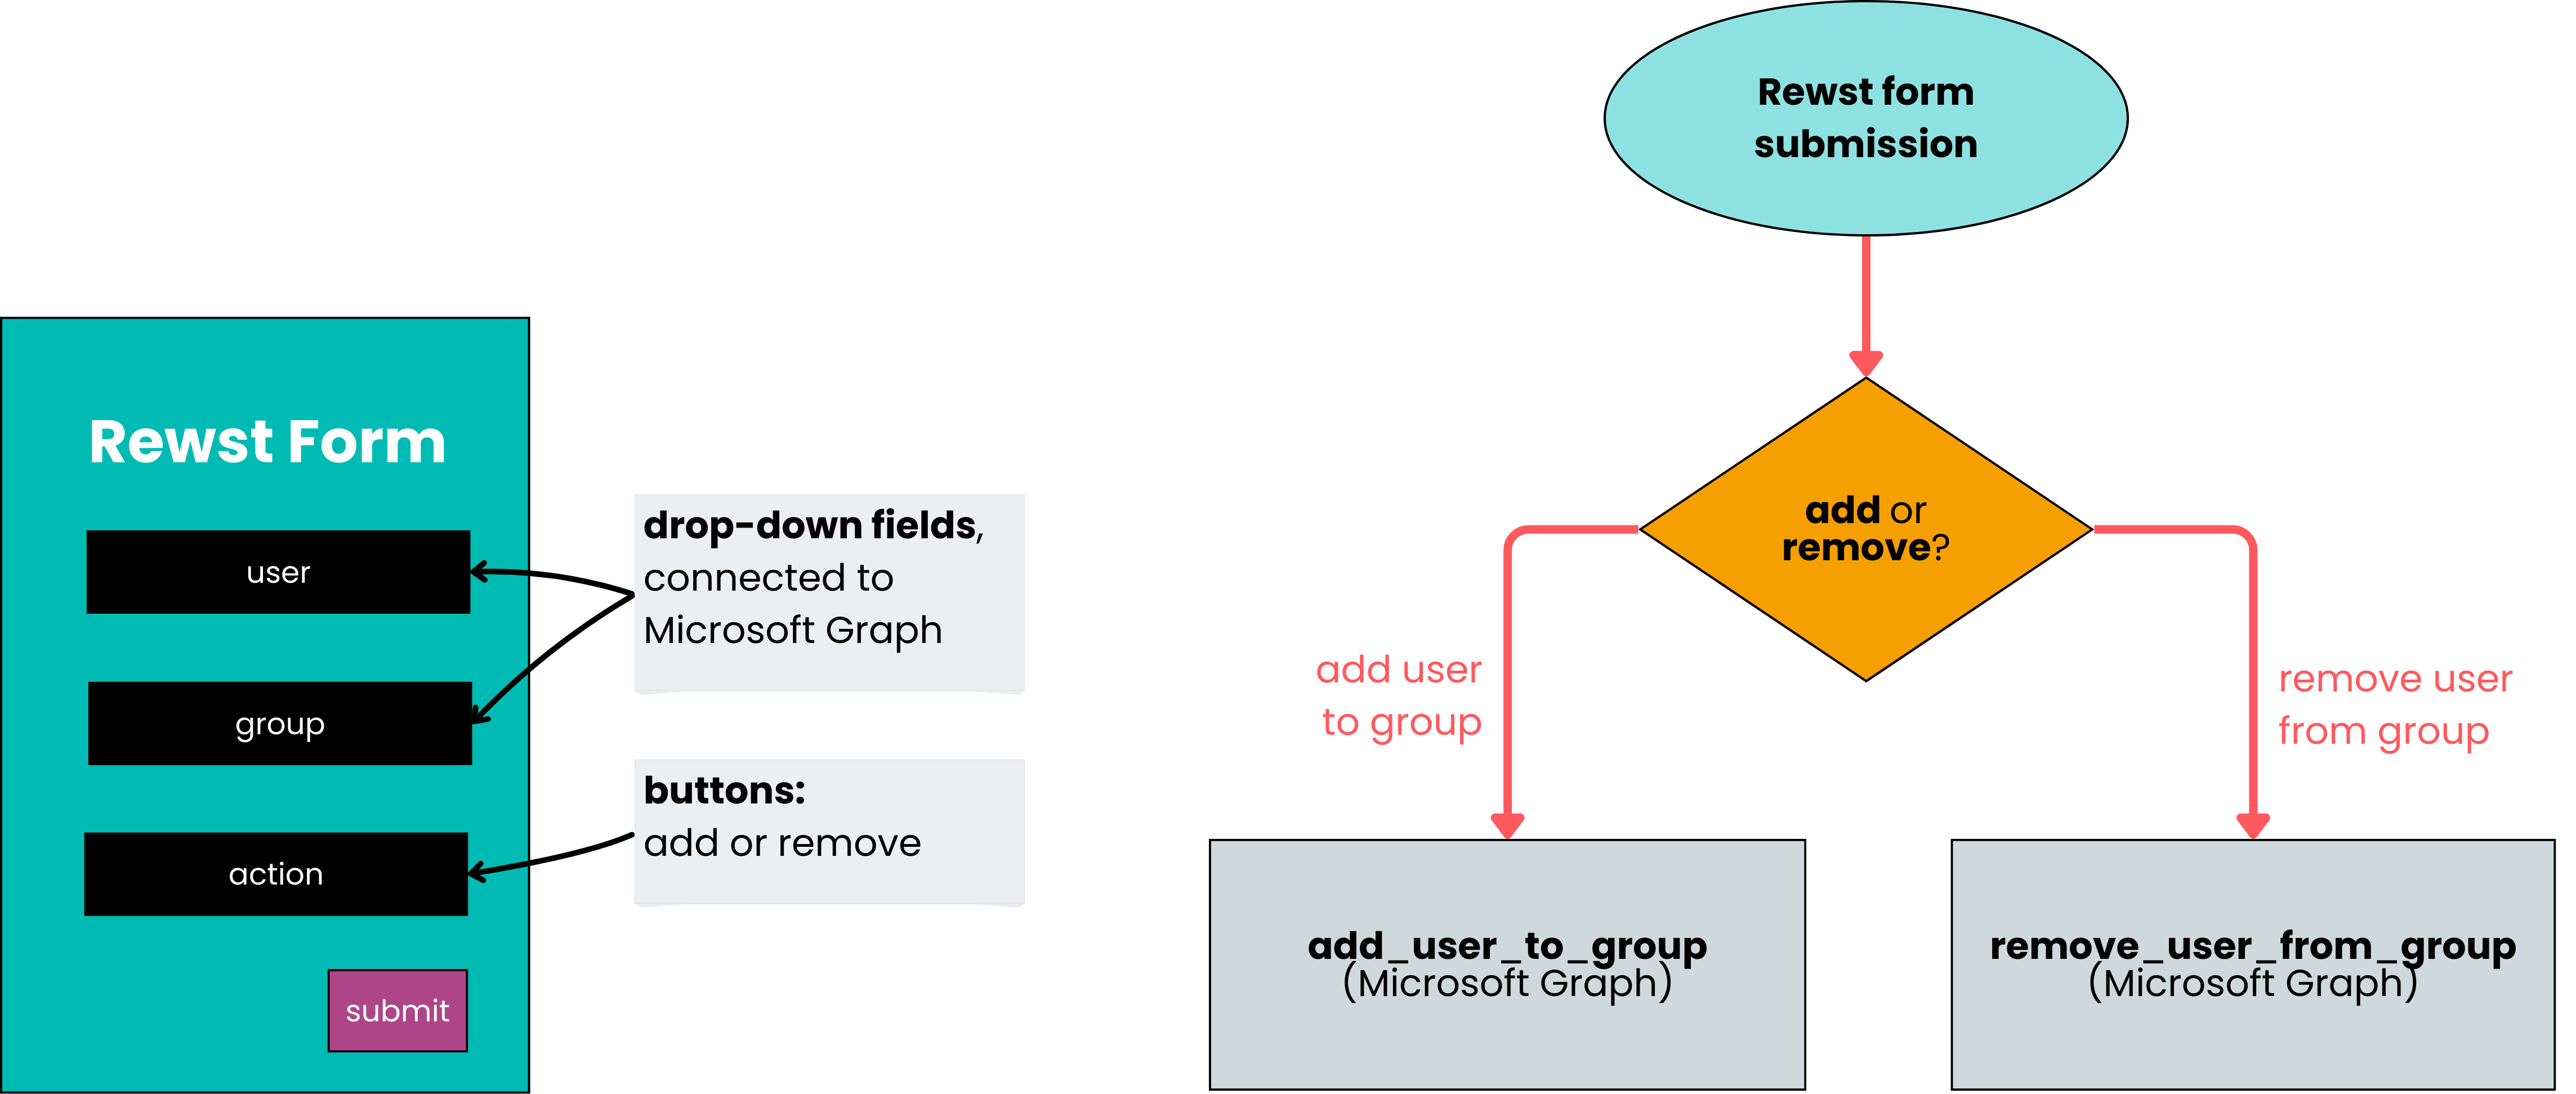 Rewst Form
user
group
action
submit
drop-down fields,
connected to
Microsoft Graph
buttons:
add or remove
Rewst form
submission
add or
remove?
add user
to group
remove user
from group
add_user_to_group
(Microsoft Graph)
remove_user_from_group
(Microsoft Graph)